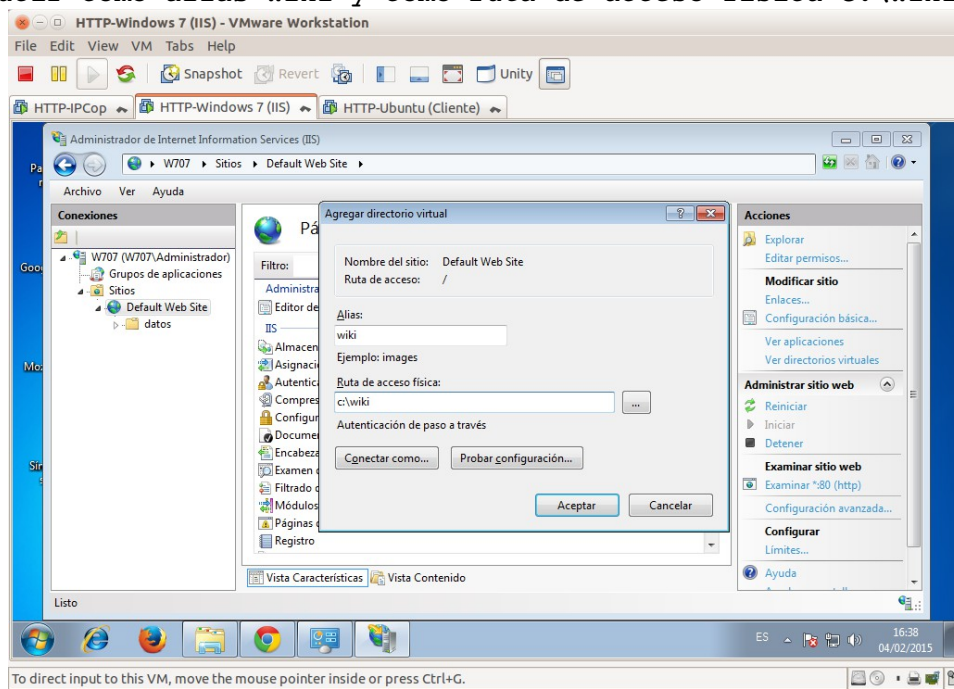 HTTP-Windows 7 (IIS) - VMware Workstation
File Edit View VM Tabs Help
Snapshot Revert Unity
HTTP-IPCop HTTP-Windows 7 (IIS) HTTP-Ubuntu (Cliente)
Administrador de Internet Information Services (IIS)
W707 Sitios Default Web Site
Archivo Ver Ayuda
Conexiones
W707 (W707\Administrador)
Grupos de aplicaciones
Sitios
Default Web Site
datos
Pá
Filtro:
Administra
Editor de
IIS
Almacen
Asignaci
Autentica
Compres
Configur
Docume
Encabeza
Examen
Filtrado
Módulos
Páginas
Registro
Agregar directorio virtual
Nombre del sitio: Default Web Site
Ruta de acceso: /
Alias:
wiki
Ejemplo: images
Ruta de acceso física:
c:\wiki
...
Autenticación de paso a través
Conectar como... Probar configuración...
Aceptar Cancelar
Acciones
Explorar
Editar permisos...
Modificar sitio
Enlaces...
Configuración básica...
Ver aplicaciones
Ver directorios virtuales
Administrar sitio web
Reiniciar
Iniciar
Detener
Examinar sitio web
Examinar *:80 (http)
Configuración avanzada...
Configurar
Límites...
Ayuda
Vista Características Vista Contenido
Listo
ES 16:38
04/02/2015
To direct input to this VM, move the mouse pointer inside or press Ctrl+G.